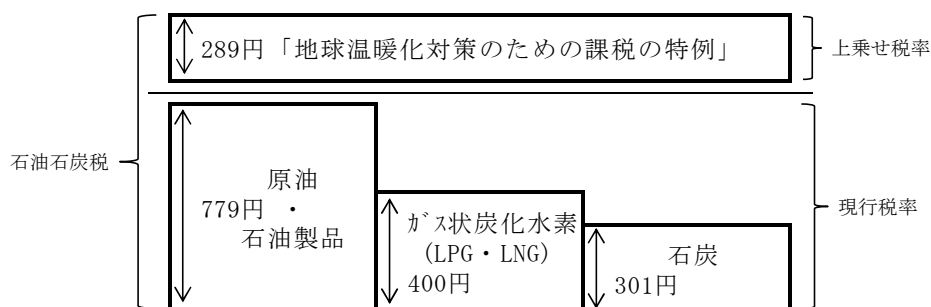 289円「地球温暖化対策のための課税の特例」
上乗せ税率
石油石炭税
原油
779円 ・
石油製品
ｶﾞｽ状炭化水素
(LPG・LNG)
400円
石炭
301円
現行税率